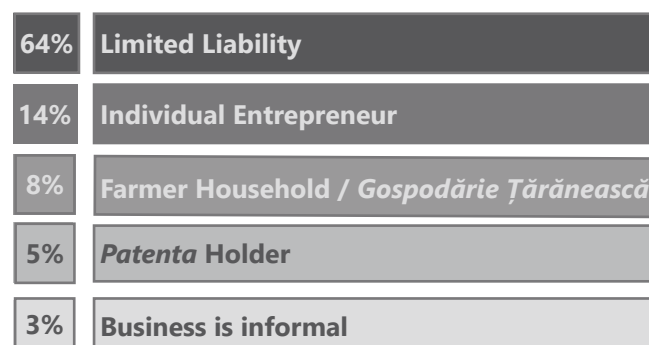 64% Limited Liability
14% Individual Entrepreneur
8% Farmer Household / Gospodărie Țărănească
5% Patenta Holder
3% Business is informal